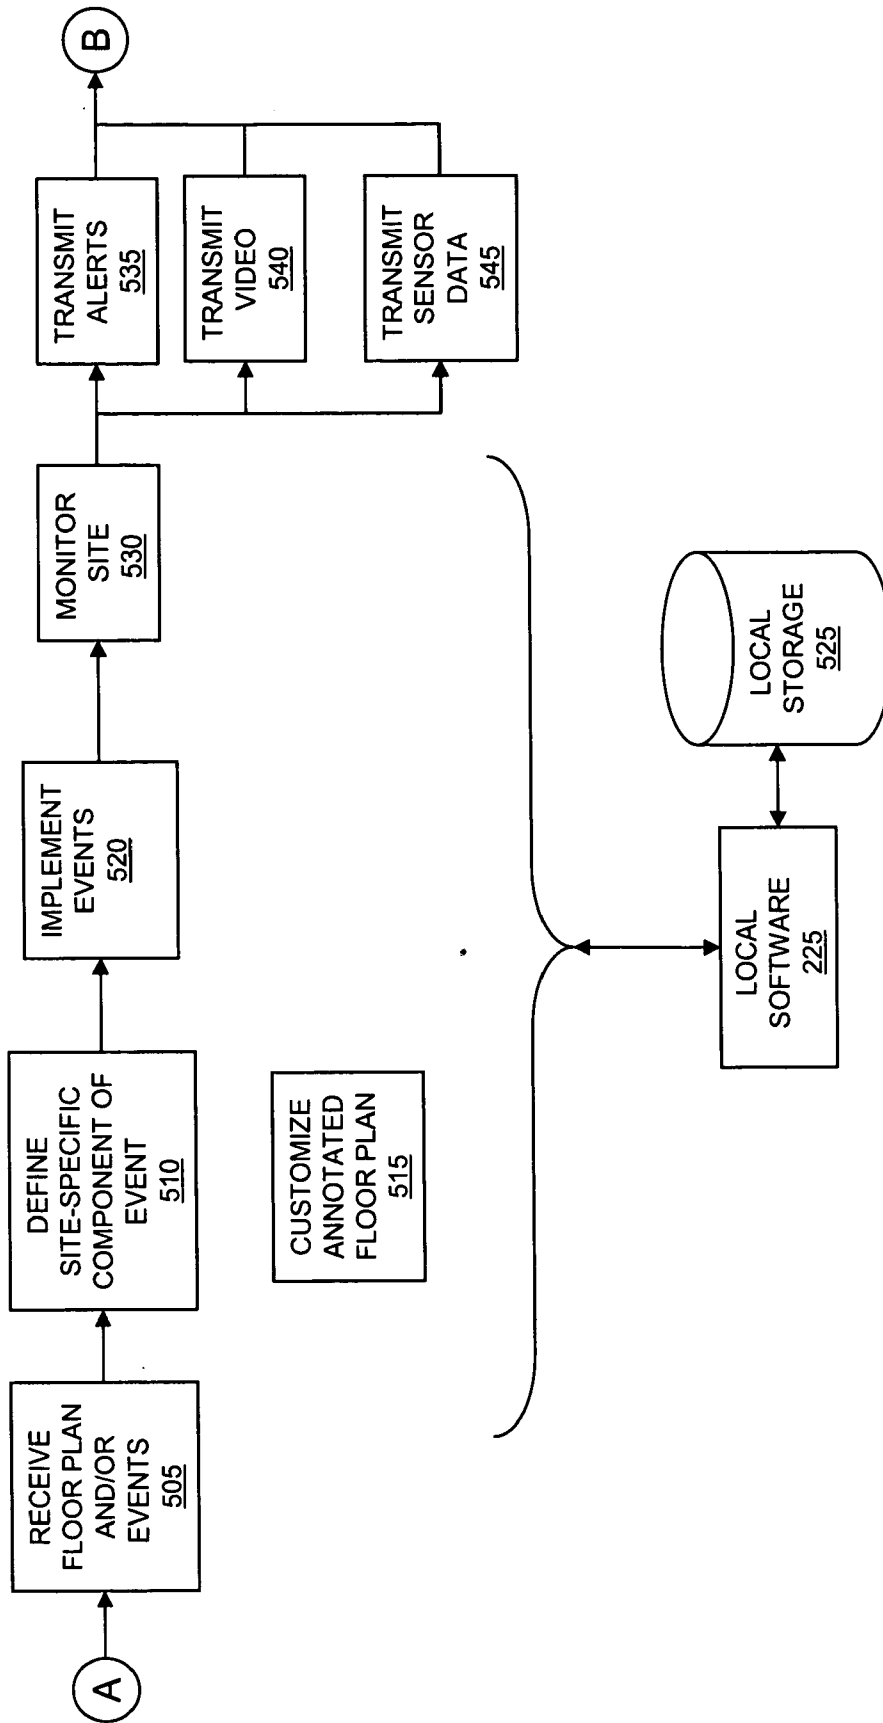 A
RECEIVE
FLOOR PLAN
AND/OR
EVENTS
505
DEFINE
SITE-SPECIFIC
COMPONENT OF
EVENT
510
CUSTOMIZE
ANNOTATED
FLOOR PLAN
515
IMPLEMENT
EVENTS
520
MONITOR
SITE
530
TRANSMIT
ALERTS
535
TRANSMIT
VIDEO
540
TRANSMIT
SENSOR
DATA
545
B
LOCAL
SOFTWARE
225
LOCAL
STORAGE
525